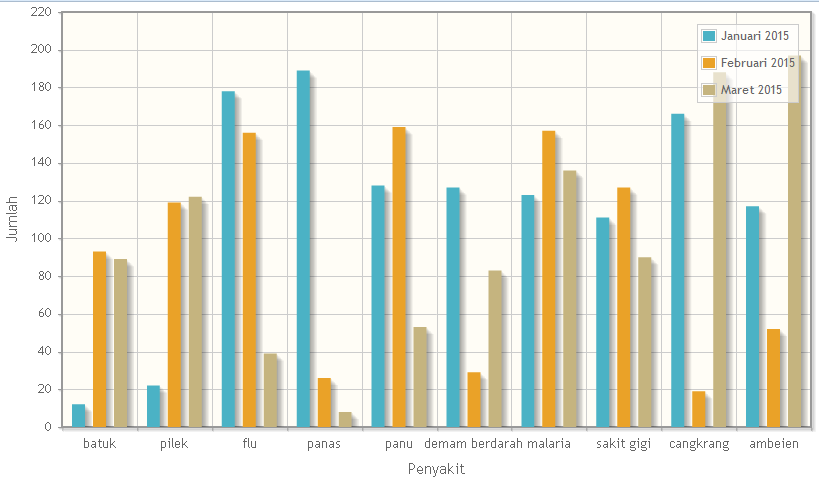 220
200
180
160
140
120
100
80
60
40
20
0
Jumlah
Januari 2015
Februari 2015
Maret 2015
batuk pilek flu panas panu demam berdarah malaria sakit gigi cangkrang ambeien
Penyakit